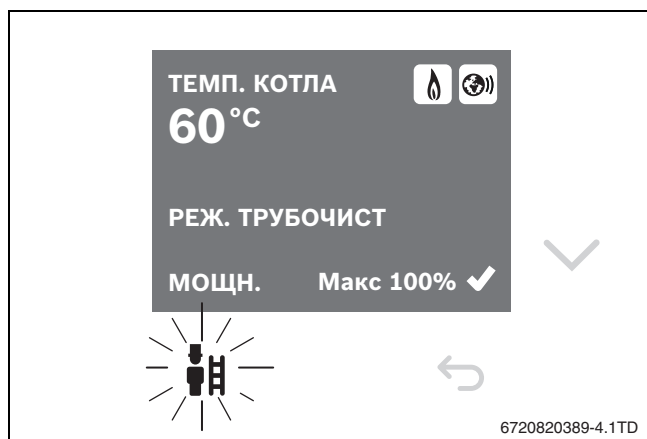 ТЕМП. КОТЛА
60°C
РЕЖ. ТРУБОЧИСТ
МОЩН. Макс 100%
6720820389-4.1TD